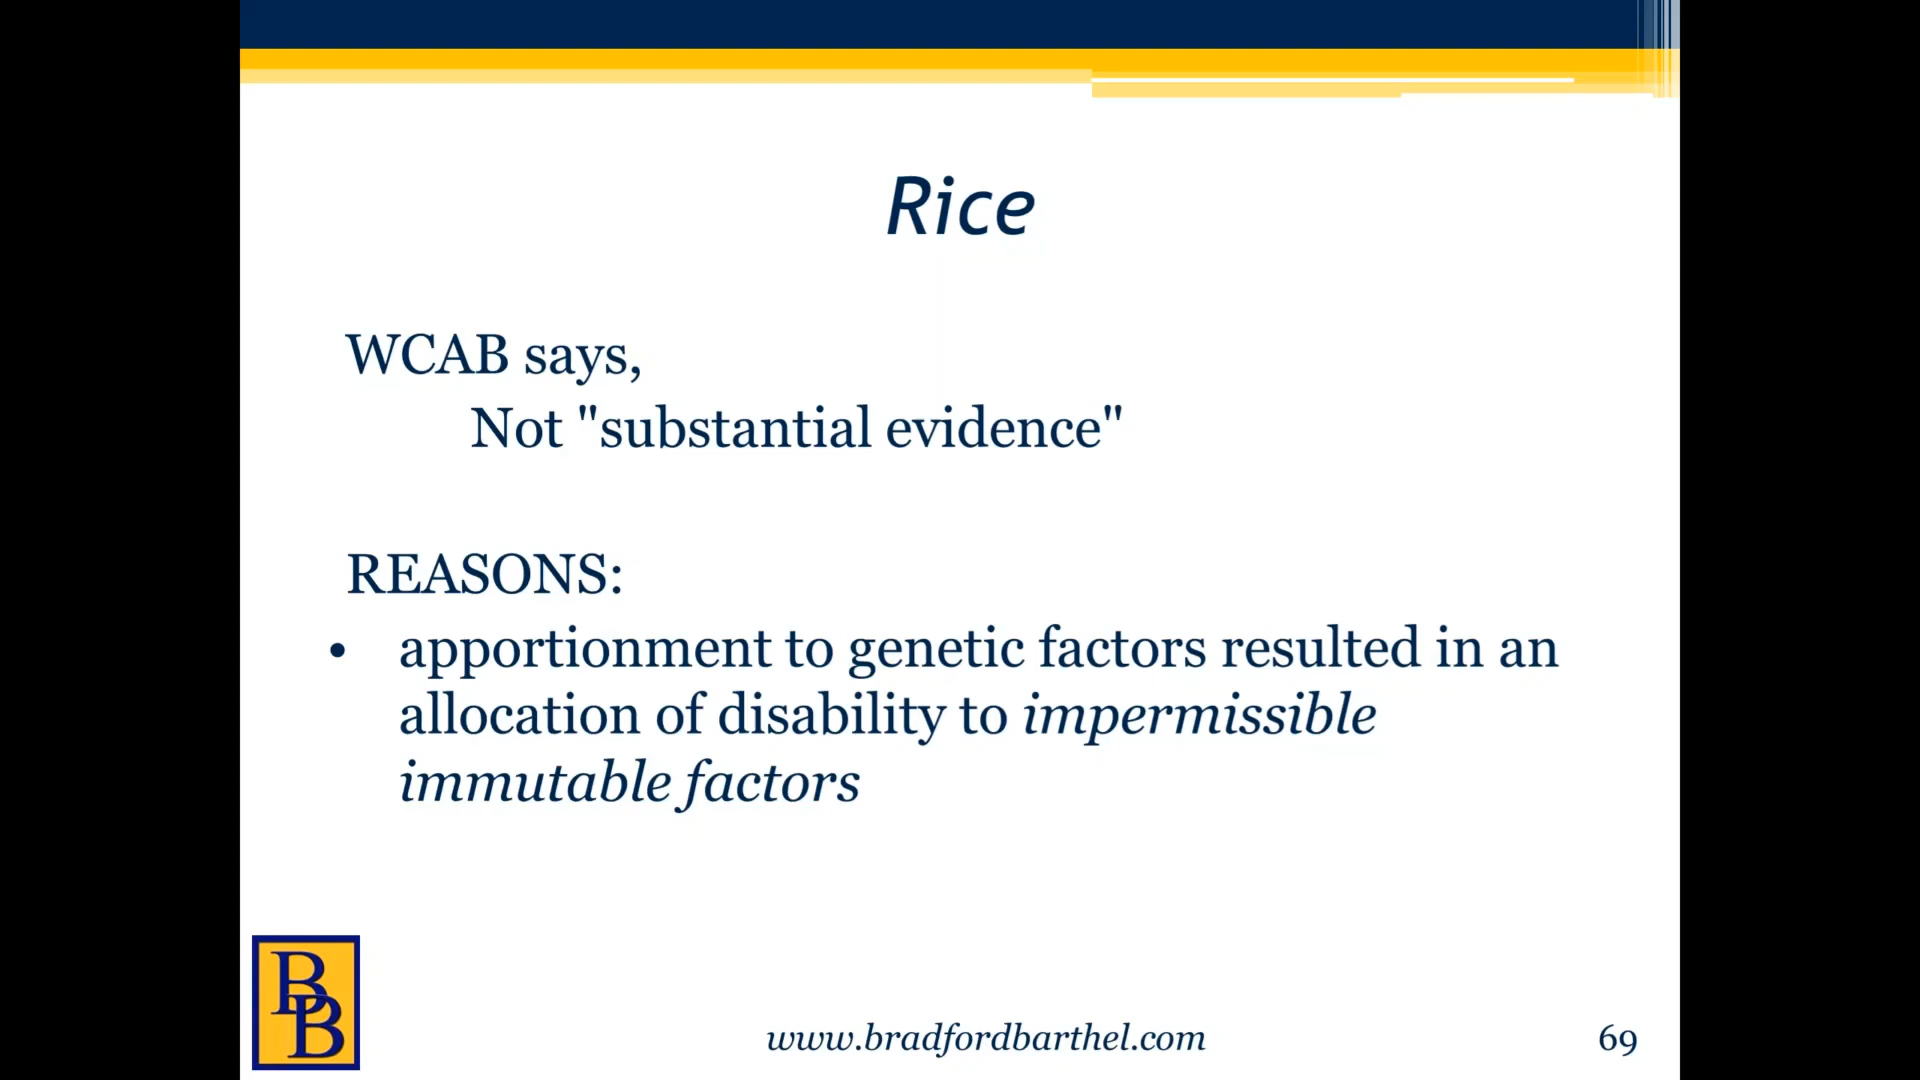 Rice
WCAB says,
Not "substantial evidence"
REASONS:
• apportionment to genetic factors resulted in an
allocation of disability to impermissible
immutable factors
BB
www.bradfordbarthel.com
69